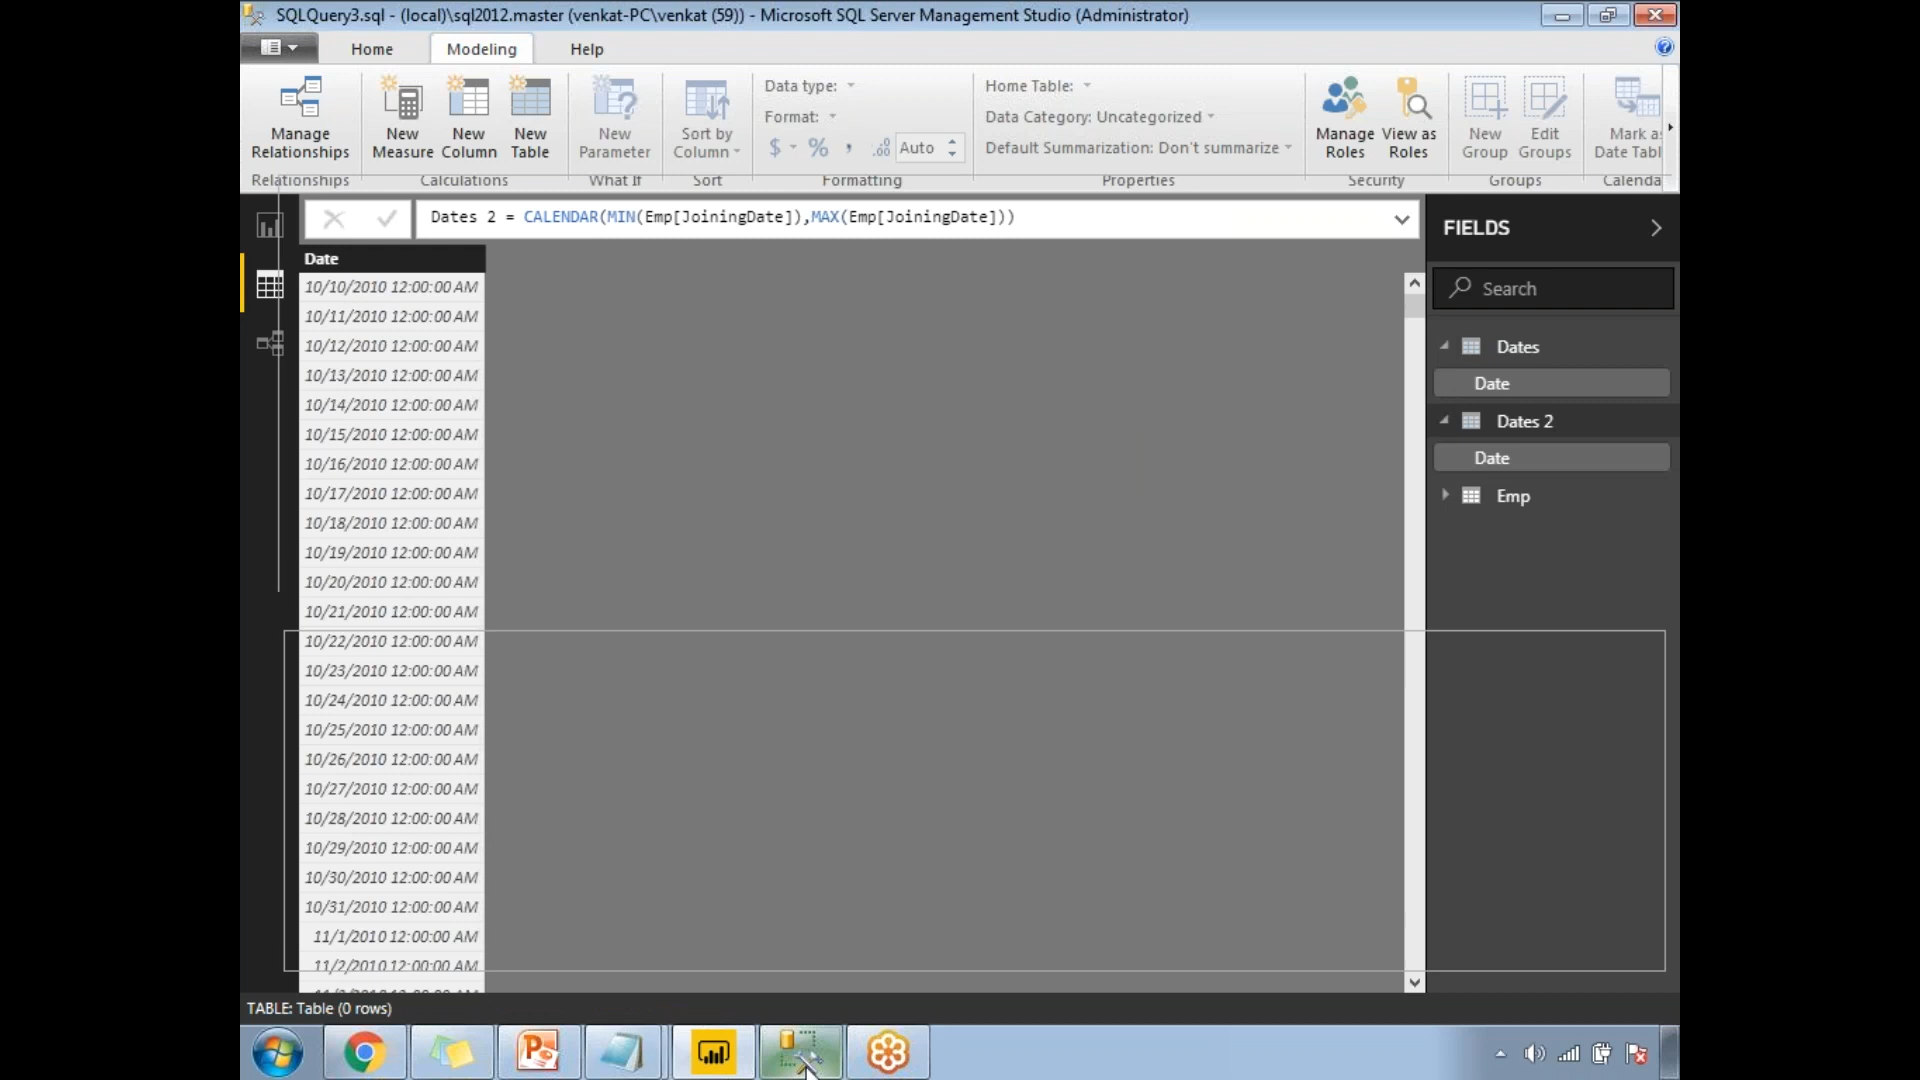 SQLQuery3.sql - (local)\sql2012.master (venkat-PC\venkat (59)) - Microsoft SQL Server Management Studio (Administrator)
Home Modeling Help
Manage Relationships
New Measure
New Column
New Table
New Parameter
Sort by Column
Data type:
Format:
$ % , Auto
Home Table:
Data Category: Uncategorized
Default Summarization: Don't summarize
Manage Roles
View as Roles
New Group
Edit Groups
Mark as
Date Tabl
Relationships Calculations What If Sort Formatting Properties Security Groups Calenda
Dates 2 = CALENDAR(MIN(Emp[JoiningDate]),MAX(Emp[JoiningDate]))
FIELDS
Search
Dates
Date
Dates 2
Date
Emp
Date
10/10/2010 12:00:00 AM
10/11/2010 12:00:00 AM
10/12/2010 12:00:00 AM
10/13/2010 12:00:00 AM
10/14/2010 12:00:00 AM
10/15/2010 12:00:00 AM
10/16/2010 12:00:00 AM
10/17/2010 12:00:00 AM
10/18/2010 12:00:00 AM
10/19/2010 12:00:00 AM
10/20/2010 12:00:00 AM
10/21/2010 12:00:00 AM
10/22/2010 12:00:00 AM
10/23/2010 12:00:00 AM
10/24/2010 12:00:00 AM
10/25/2010 12:00:00 AM
10/26/2010 12:00:00 AM
10/27/2010 12:00:00 AM
10/28/2010 12:00:00 AM
10/29/2010 12:00:00 AM
10/30/2010 12:00:00 AM
10/31/2010 12:00:00 AM
11/1/2010 12:00:00 AM
11/2/2010 12:00:00 AM
TABLE: Table (0 rows)